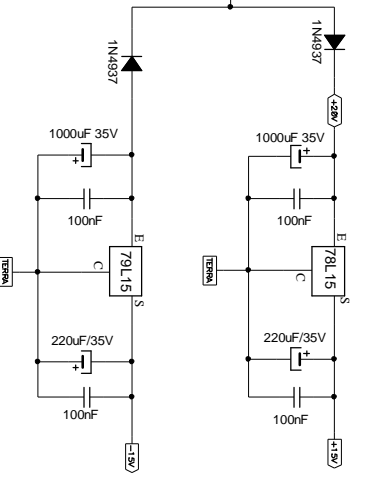 1N4937
1N4937
+28V
1000uF 35V
+
1000uF 35V
+
100nF
100nF
E
79L15
C
S
E
78L15
C
S
TERRA
TERRA
220uF/35V
+
220uF/35V
+
100nF
100nF
-15V
+15V